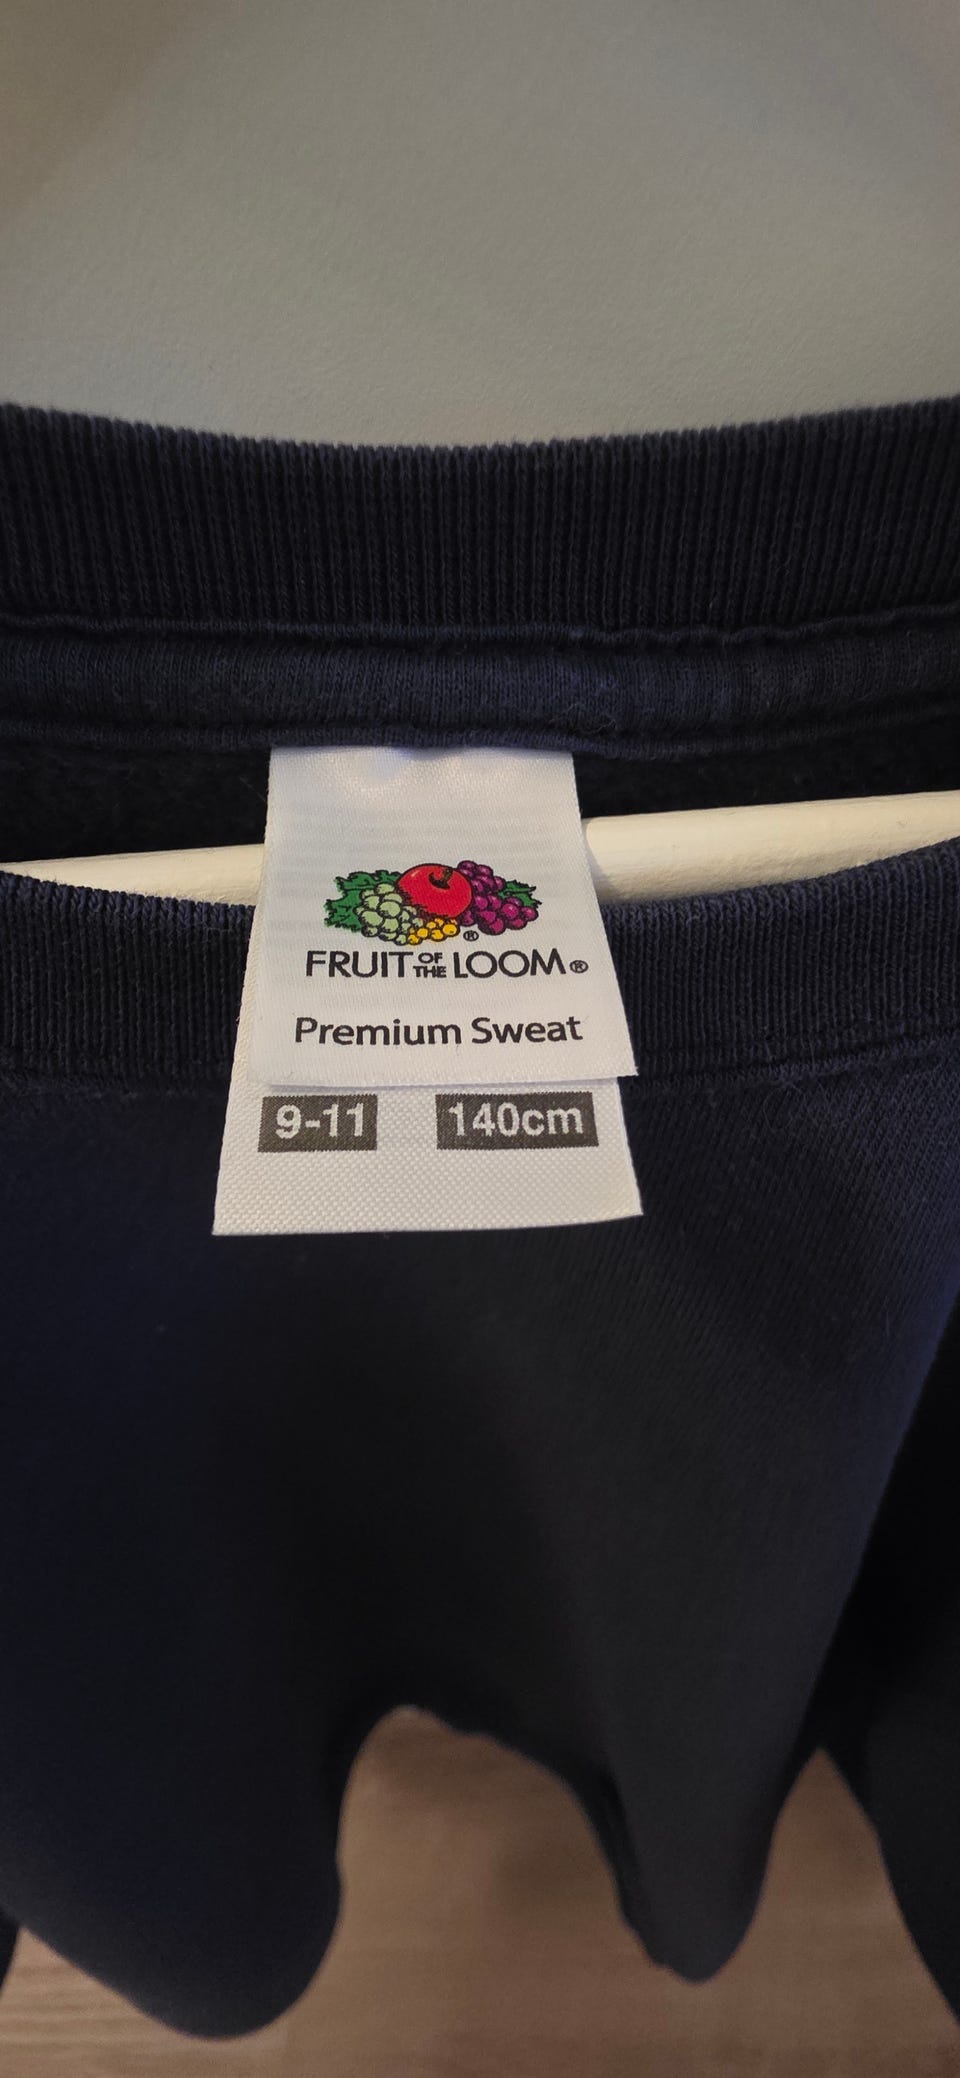 ®
FRUIT OF THE LOOM®
Premium Sweat
9-11 140cm